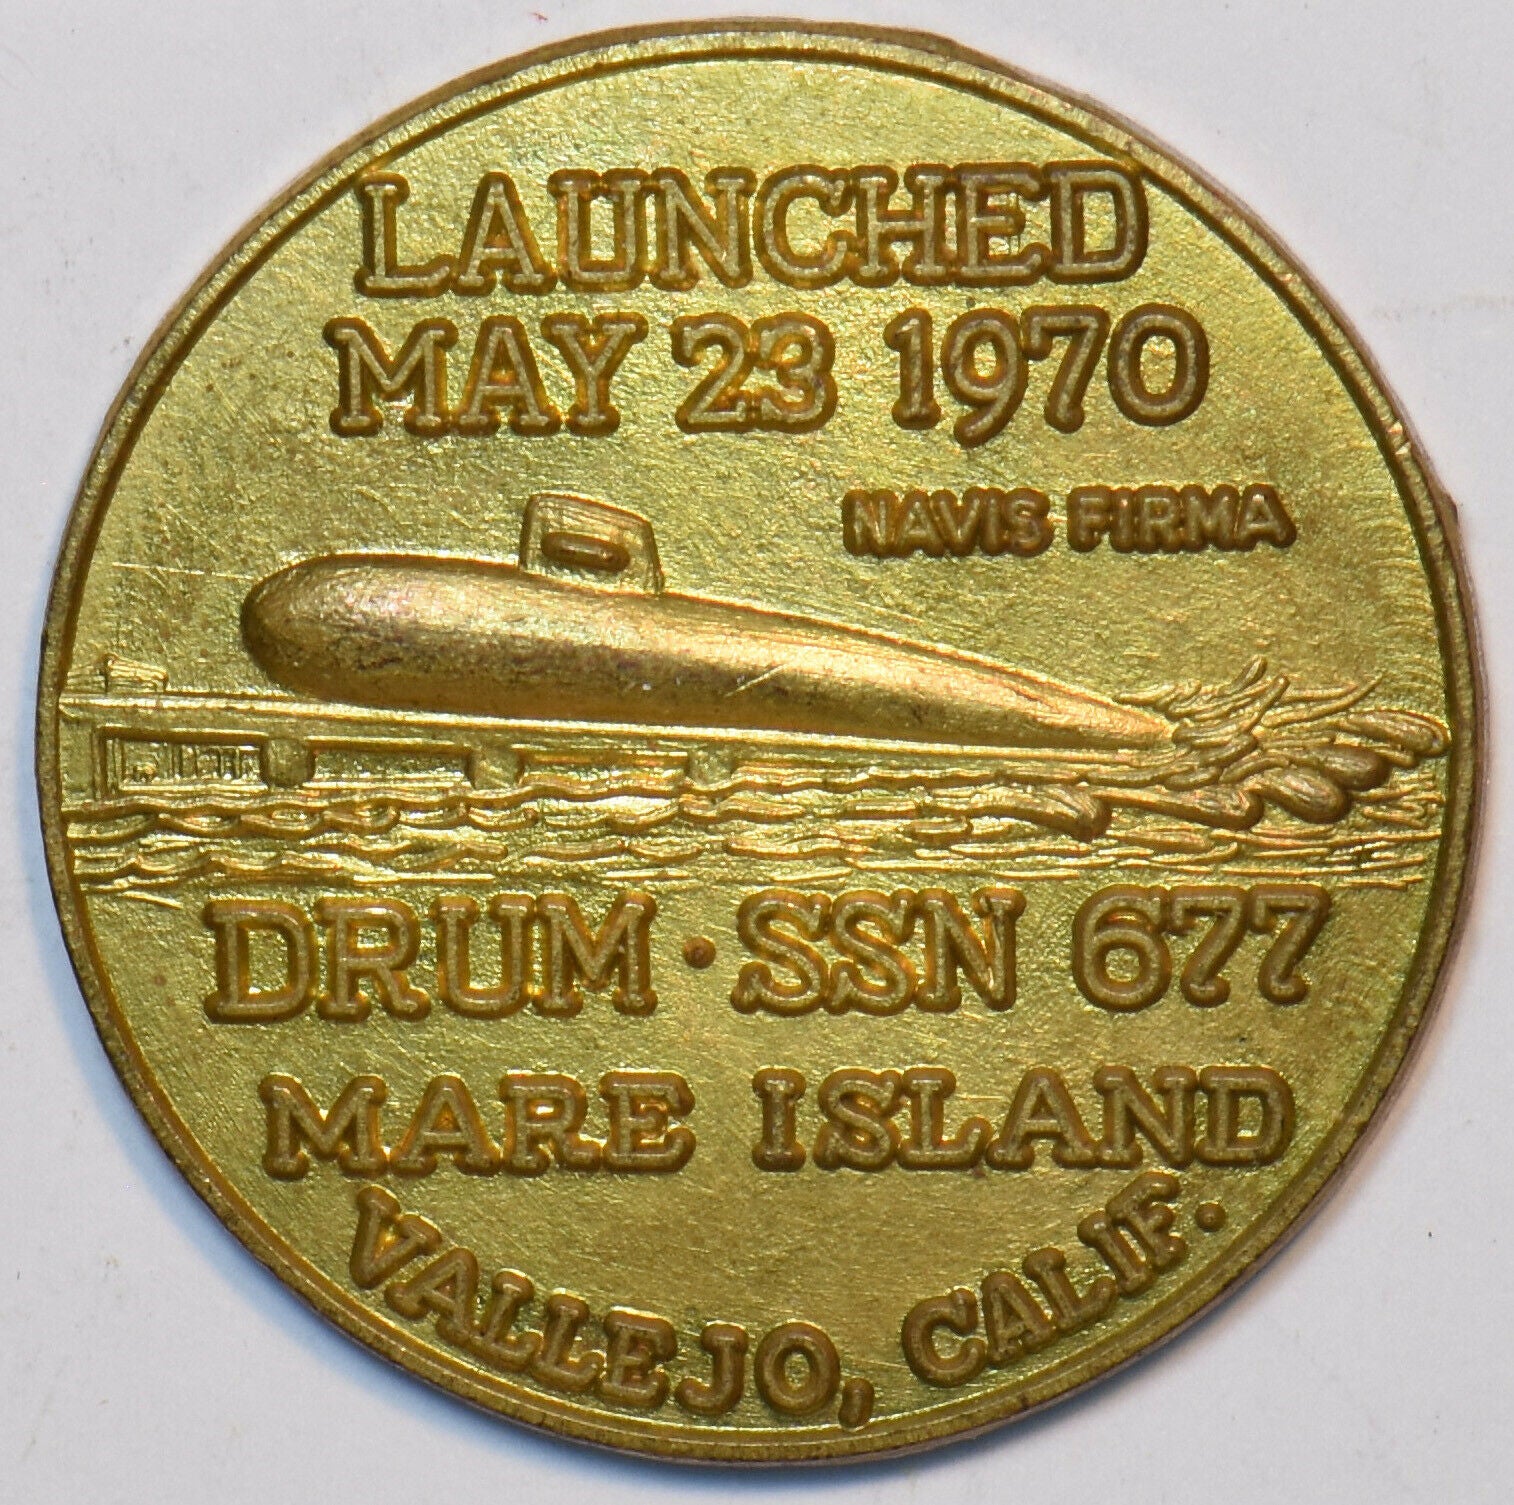 LAUNCHED
MAY 23 1970
NAVIS FIRMA
DRUM · SSN 677
MARE ISLAND
VALLEJO, CALIF.